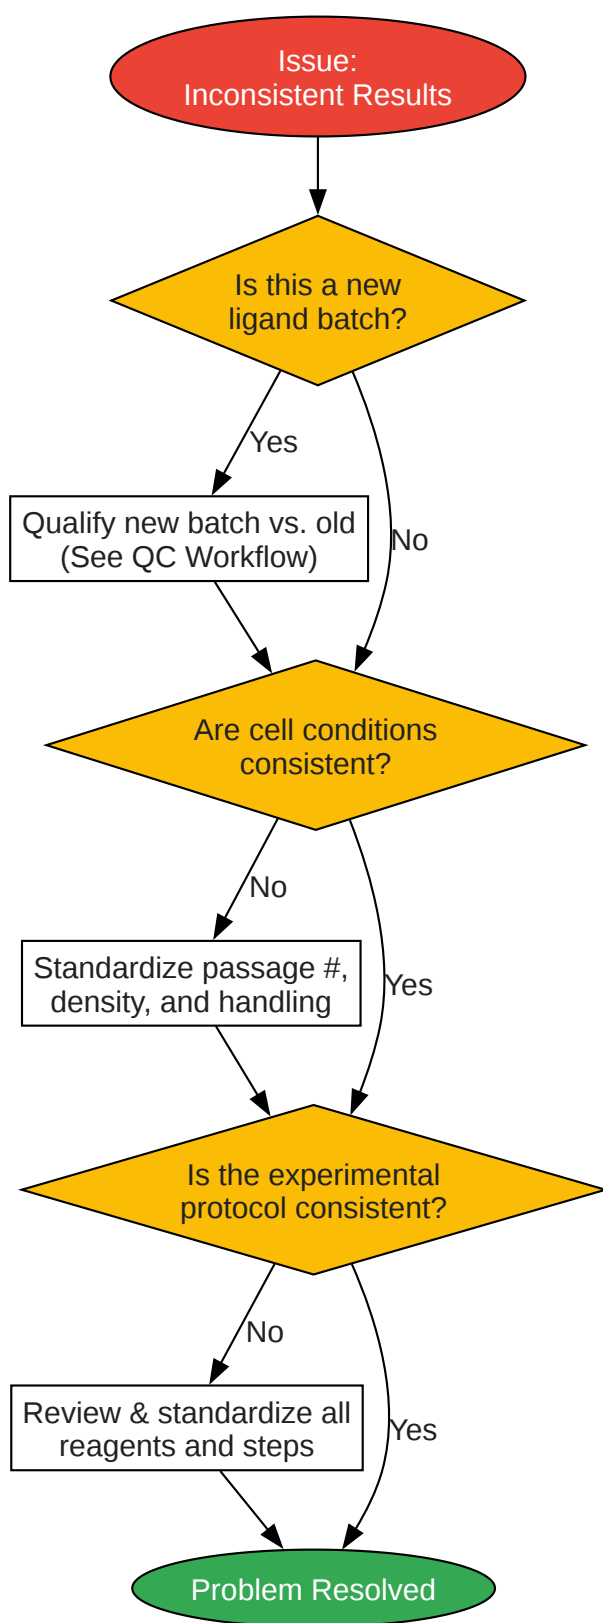 Issue:
Inconsistent Results
Is this a new
ligand batch?
Yes
Qualify new batch vs. old
(See QC Workflow)
No
Are cell conditions
consistent?
No
Standardize passage #,
density, and handling
Yes
Is the experimental
protocol consistent?
No
Review & standardize all
reagents and steps
Yes
Problem Resolved